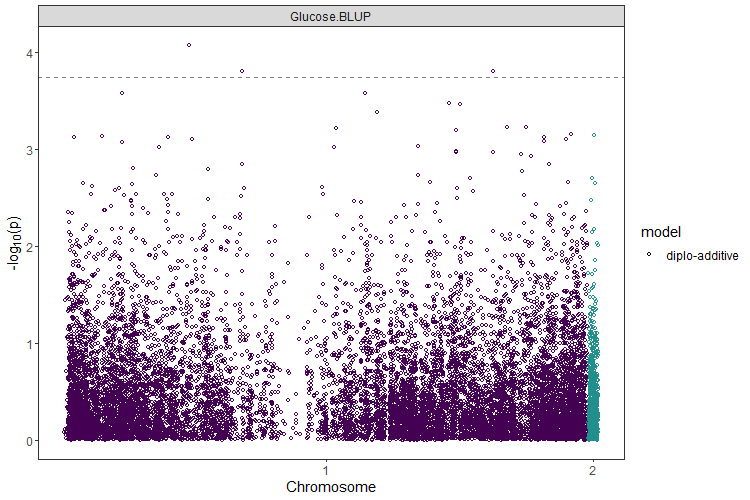 Glucose.BLUP
4
3
2
1
0
-log10(p)
1
2
Chromosome
model
diplo-additive